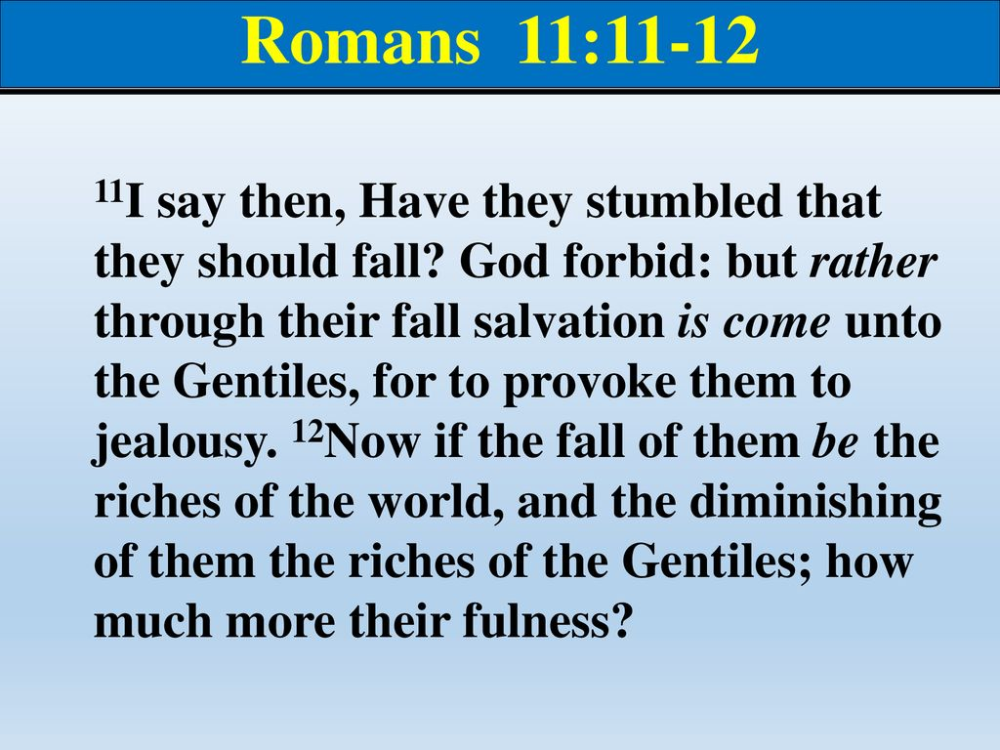 Romans 11:11-12
11I say then, Have they stumbled that
they should fall? God forbid: but rather
through their fall salvation is come unto
the Gentiles, for to provoke them to
jealousy. 12Now if the fall of them be the
riches of the world, and the diminishing
of them the riches of the Gentiles; how
much more their fulness?